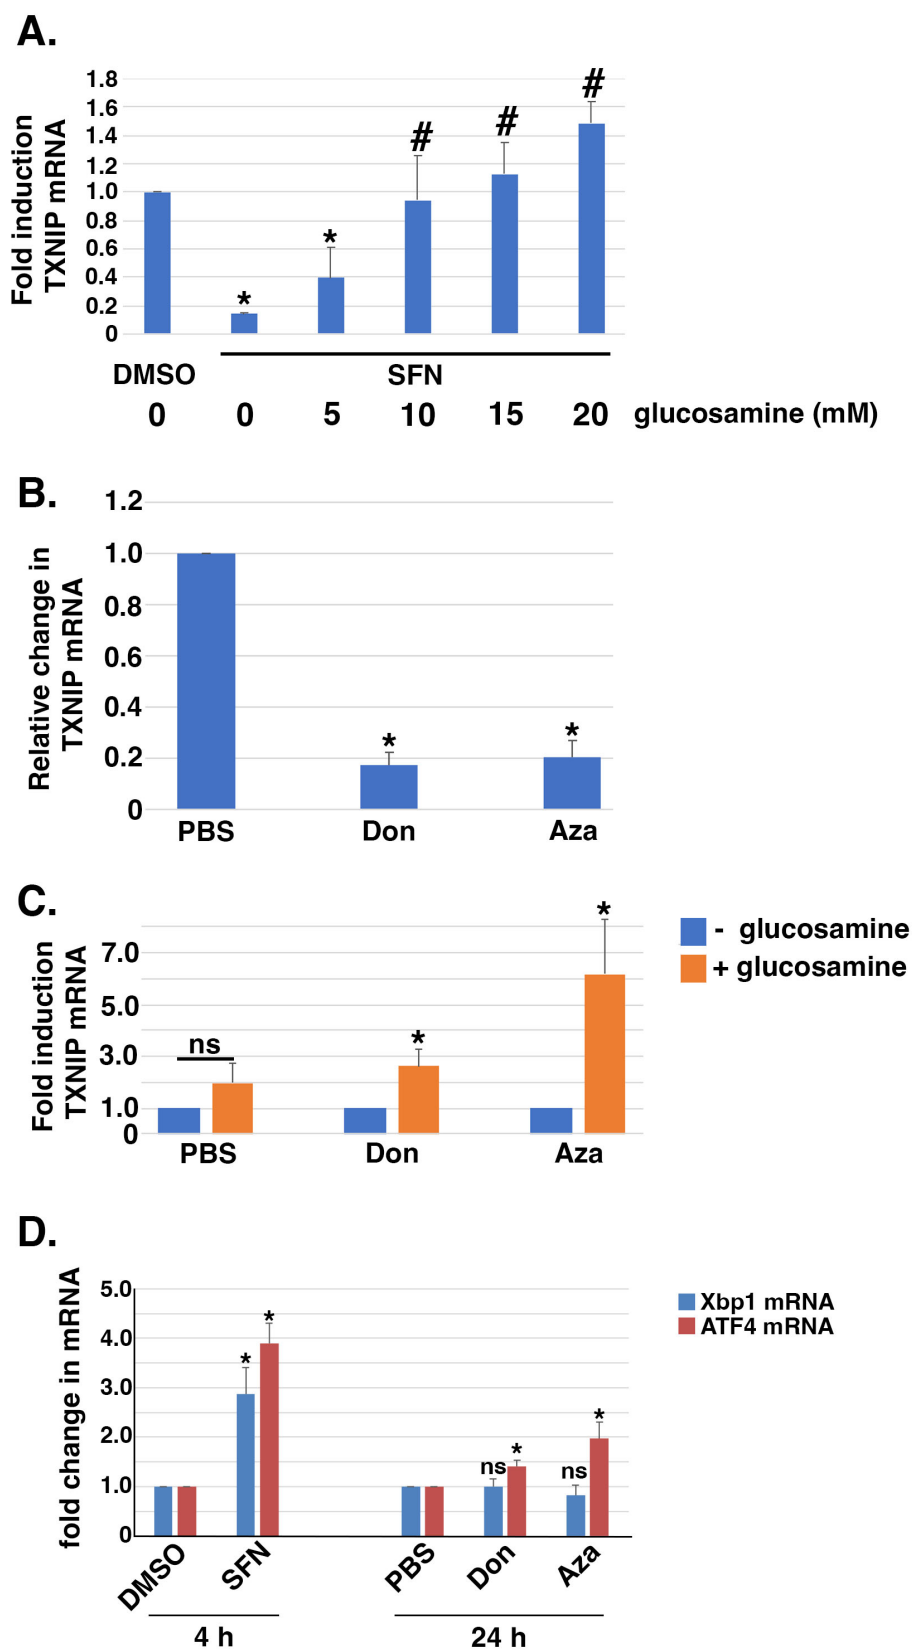 A.
Fold induction
TXNIP mRNA
1.8
1.6
1.4
1.2
1.0
0.8
0.6
0.4
0.2
0
*
*
#
#
#
DMSO
SFN
0
0
5
10
15
20
glucosamine (mM)
B.
Relative change in
TXNIP mRNA
1.2
1.0
0.8
0.6
0.4
0.2
0
*
*
PBS
Don
Aza
C.
Fold induction
TXNIP mRNA
7.0
5.0
3.0
1.0
0
ns
*
*
PBS
Don
Aza
- glucosamine
+ glucosamine
D.
fold change in mRNA
5.0
4.0
3.0
2.0
1.0
0
*
*
ns
*
ns
*
Xbp1 mRNA
ATF4 mRNA
DMSO
SFN
PBS
Don
Aza
4 h
24 h